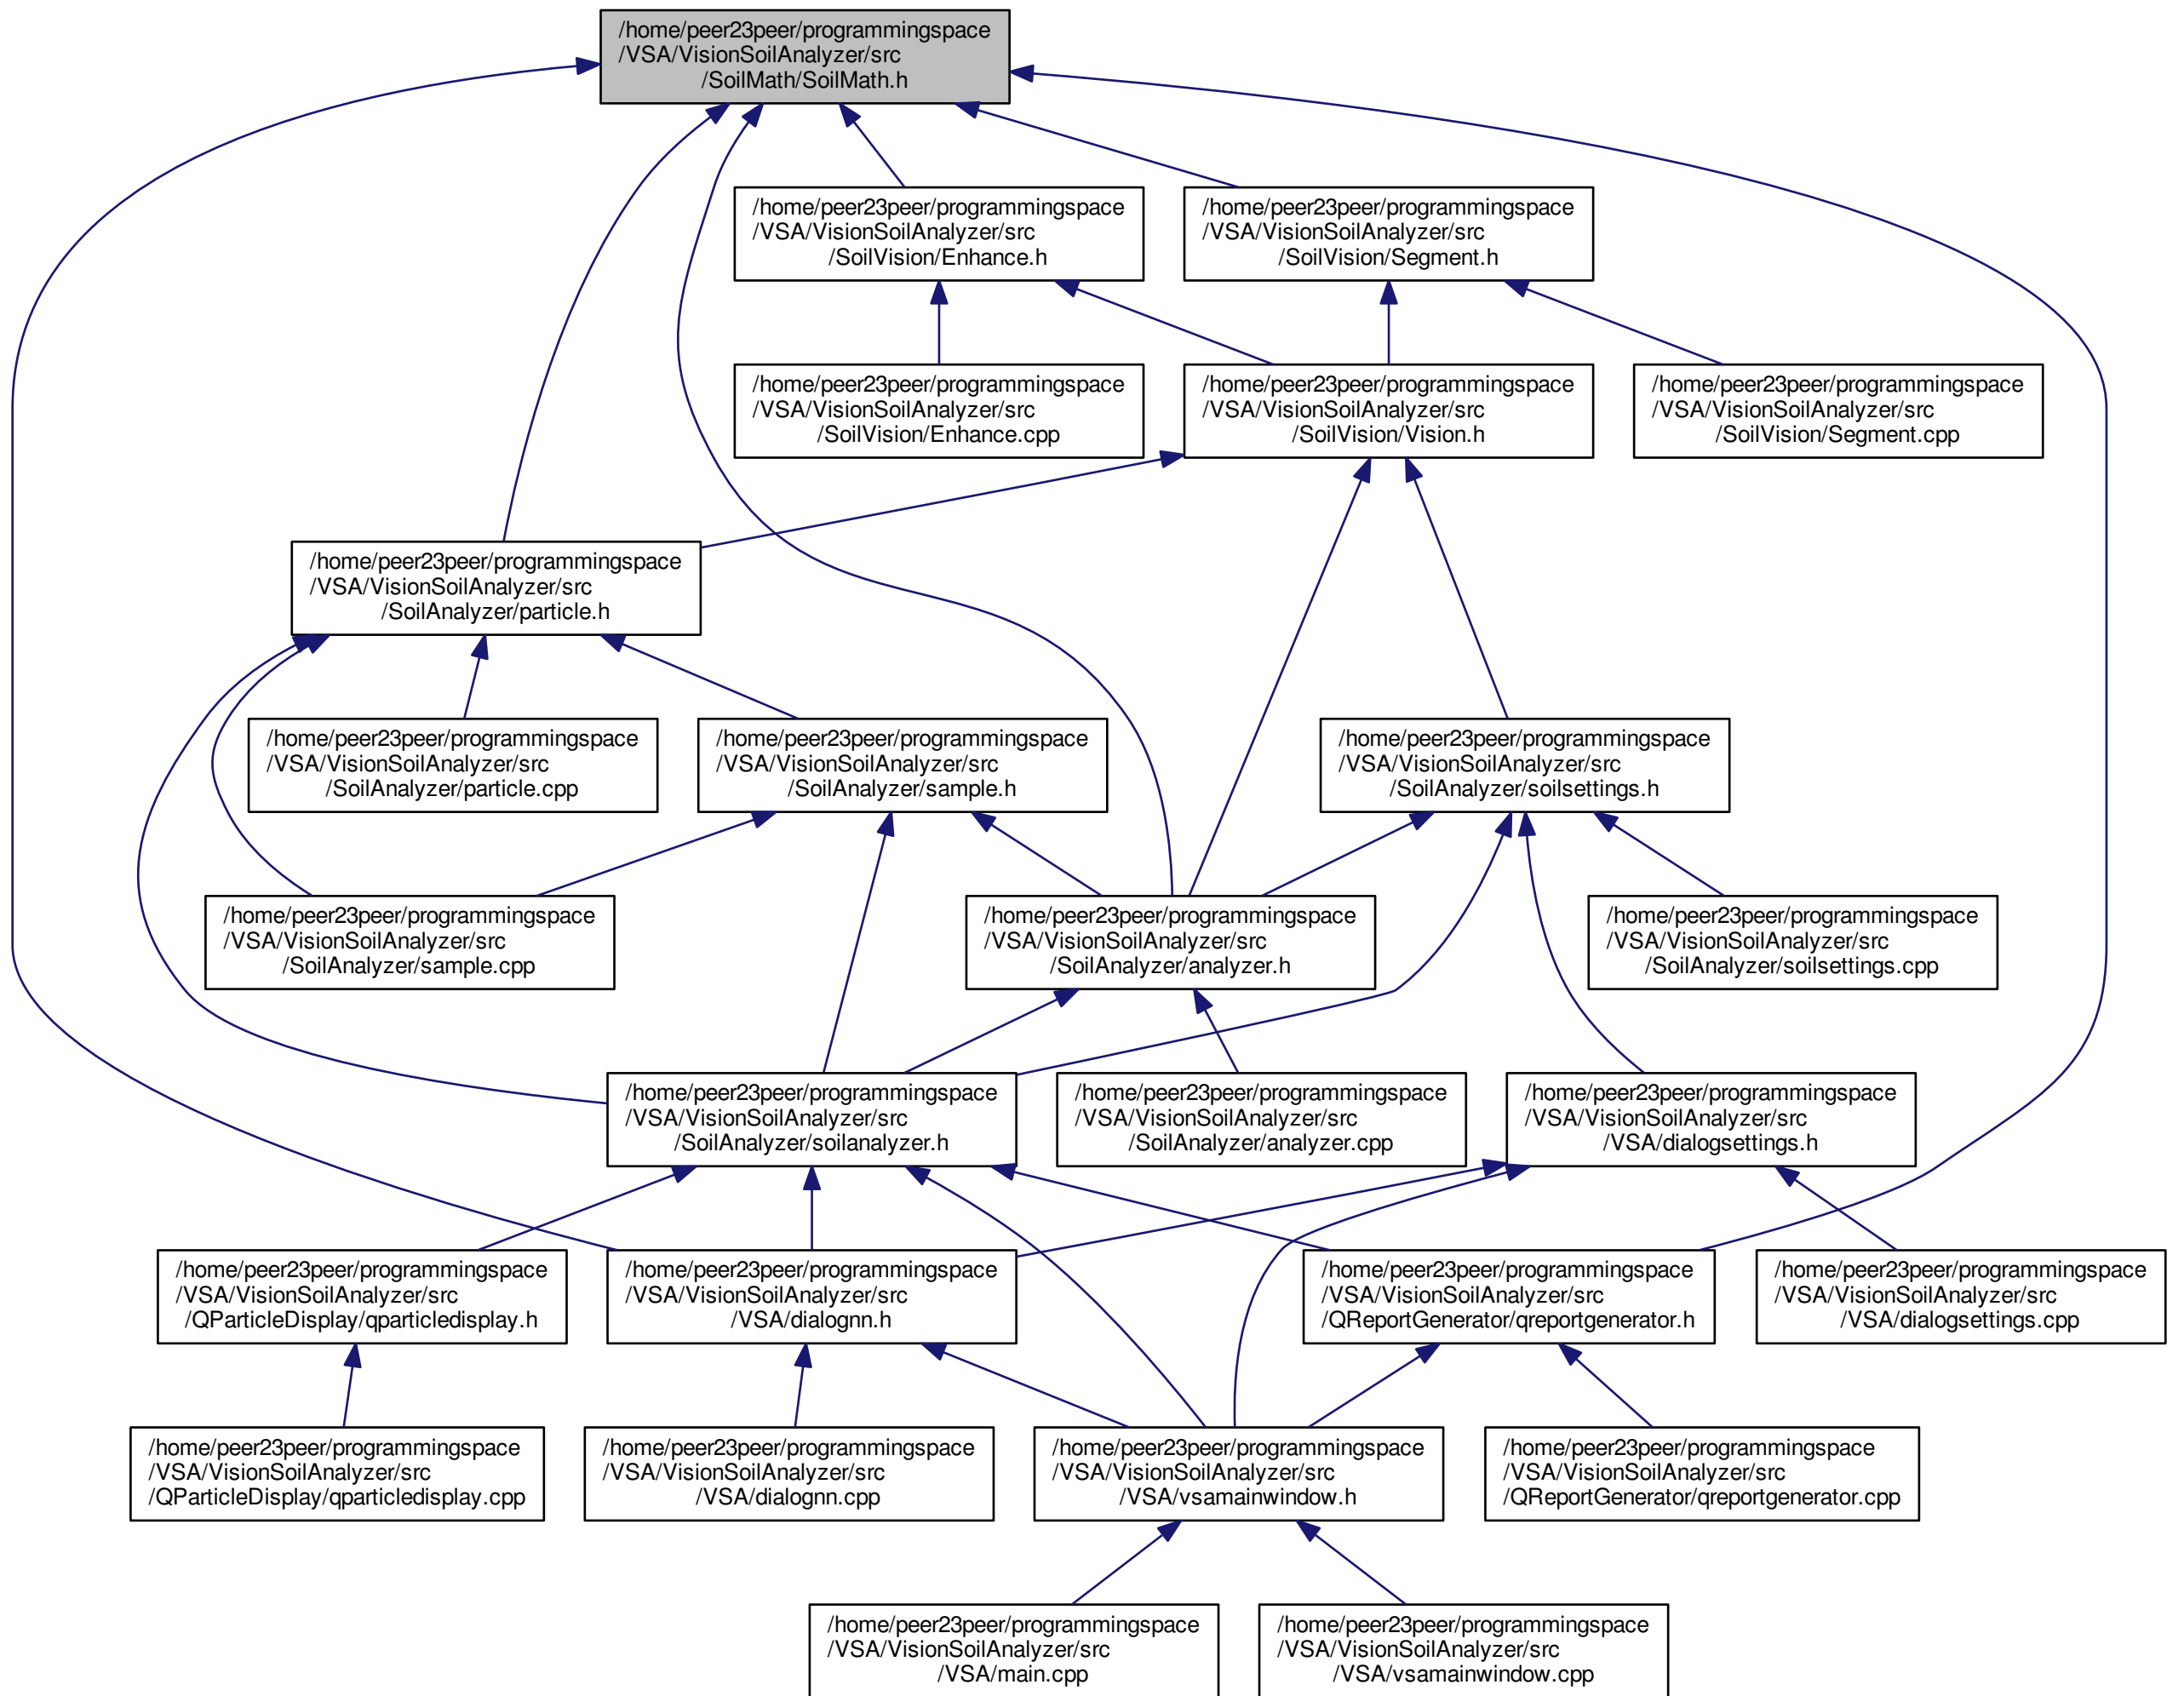 /home/peer23peer/programmingspace
/VSA/VisionSoilAnalyzer/src
/SoilMath/SoilMath.h
/home/peer23peer/programmingspace
/VSA/VisionSoilAnalyzer/src
/SoilVision/Enhance.h
/home/peer23peer/programmingspace
/VSA/VisionSoilAnalyzer/src
/SoilVision/Segment.h
/home/peer23peer/programmingspace
/VSA/VisionSoilAnalyzer/src
/SoilVision/Enhance.cpp
/home/peer23peer/programmingspace
/VSA/VisionSoilAnalyzer/src
/SoilVision/Vision.h
/home/peer23peer/programmingspace
/VSA/VisionSoilAnalyzer/src
/SoilVision/Segment.cpp
/home/peer23peer/programmingspace
/VSA/VisionSoilAnalyzer/src
/SoilAnalyzer/particle.h
/home/peer23peer/programmingspace
/VSA/VisionSoilAnalyzer/src
/SoilAnalyzer/particle.cpp
/home/peer23peer/programmingspace
/VSA/VisionSoilAnalyzer/src
/SoilAnalyzer/sample.h
/home/peer23peer/programmingspace
/VSA/VisionSoilAnalyzer/src
/SoilAnalyzer/soilsettings.h
/home/peer23peer/programmingspace
/VSA/VisionSoilAnalyzer/src
/SoilAnalyzer/sample.cpp
/home/peer23peer/programmingspace
/VSA/VisionSoilAnalyzer/src
/SoilAnalyzer/analyzer.h
/home/peer23peer/programmingspace
/VSA/VisionSoilAnalyzer/src
/SoilAnalyzer/soilsettings.cpp
/home/peer23peer/programmingspace
/VSA/VisionSoilAnalyzer/src
/SoilAnalyzer/soilanalyzer.h
/home/peer23peer/programmingspace
/VSA/VisionSoilAnalyzer/src
/SoilAnalyzer/analyzer.cpp
/home/peer23peer/programmingspace
/VSA/VisionSoilAnalyzer/src
/VSA/dialogsettings.h
/home/peer23peer/programmingspace
/VSA/VisionSoilAnalyzer/src
/QParticleDisplay/qparticledisplay.h
/home/peer23peer/programmingspace
/VSA/VisionSoilAnalyzer/src
/VSA/dialognn.h
/home/peer23peer/programmingspace
/VSA/VisionSoilAnalyzer/src
/QReportGenerator/qreportgenerator.h
/home/peer23peer/programmingspace
/VSA/VisionSoilAnalyzer/src
/VSA/dialogsettings.cpp
/home/peer23peer/programmingspace
/VSA/VisionSoilAnalyzer/src
/QParticleDisplay/qparticledisplay.cpp
/home/peer23peer/programmingspace
/VSA/VisionSoilAnalyzer/src
/VSA/dialognn.cpp
/home/peer23peer/programmingspace
/VSA/VisionSoilAnalyzer/src
/VSA/vsamainwindow.h
/home/peer23peer/programmingspace
/VSA/VisionSoilAnalyzer/src
/QReportGenerator/qreportgenerator.cpp
/home/peer23peer/programmingspace
/VSA/VisionSoilAnalyzer/src
/VSA/main.cpp
/home/peer23peer/programmingspace
/VSA/VisionSoilAnalyzer/src
/VSA/vsamainwindow.cpp